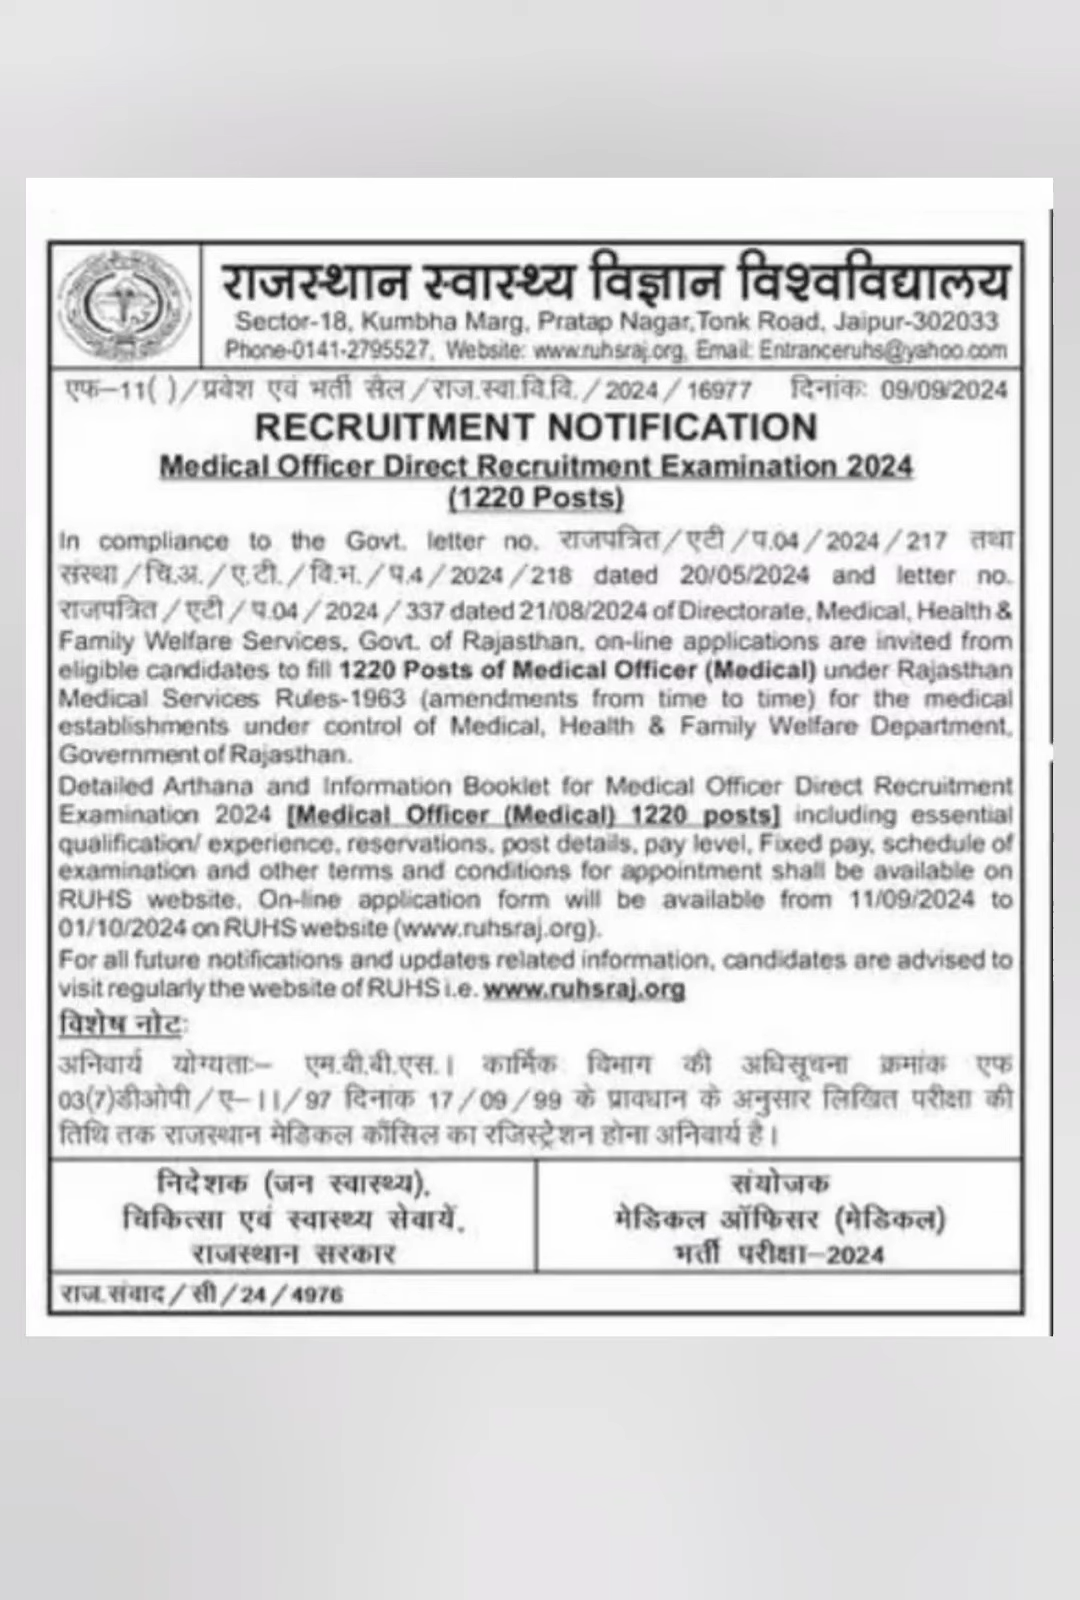 राजस्थान स्वास्थ्य विज्ञान विश्वविद्यालय
Sector-18, Kumbha Marg, Pratap Nagar,Tonk Road, Jaipur-302033
Phone-0141-2795527, Website: www.ruhsraj.org, Email: Entranceruhs@yahoo.com
एफ-11( )/प्रवेश एवं भर्ती सैल/राज.स्वा.वि.वि./2024/16977 दिनांक: 09/09/2024
RECRUITMENT NOTIFICATION
Medical Officer Direct Recruitment Examination 2024
(1220 Posts)
In compliance to the Govt. letter no. राजपत्रित/एटी/प.04/2024/217 तथा
संस्था/चि.अ./ए.टी./वि.भ./प.4/2024/218 dated 20/05/2024 and letter no.
राजपत्रित/एटी/प.04/2024/337 dated 21/08/2024 of Directorate, Medical, Health &
Family Welfare Services, Govt. of Rajasthan, on-line applications are invited from
eligible candidates to fill 1220 Posts of Medical Officer (Medical) under Rajasthan
Medical Services Rules-1963 (amendments from time to time) for the medical
establishments under control of Medical, Health & Family Welfare Department,
Government of Rajasthan.
Detailed Arthana and Information Booklet for Medical Officer Direct Recruitment
Examination 2024 [Medical Officer (Medical) 1220 posts] including essential
qualification/ experience, reservations, post details, pay level, Fixed pay, schedule of
examination and other terms and conditions for appointment shall be available on
RUHS website. On-line application form will be available from 11/09/2024 to
01/10/2024 on RUHS website (www.ruhsraj.org).
For all future notifications and updates related information, candidates are advised to
visit regularly the website of RUHS i.e. www.ruhsraj.org
विशेष नोट:
अनिवार्य योग्यता:- एम.बी.बी.एस.। कार्मिक विभाग की अधिसूचना क्रमांक एफ
03(7)डीओपी/ए-।।/97 दिनांक 17/09/99 के प्रावधान के अनुसार लिखित परीक्षा की
तिथि तक राजस्थान मेडिकल कौंसिल का रजिस्ट्रेशन होना अनिवार्य है।
निदेशक (जन स्वास्थ्य),
चिकित्सा एवं स्वास्थ्य सेवायें,
राजस्थान सरकार
संयोजक
मेडिकल ऑफिसर (मेडिकल)
भर्ती परीक्षा-2024
राज.संवाद/सी/24/4976